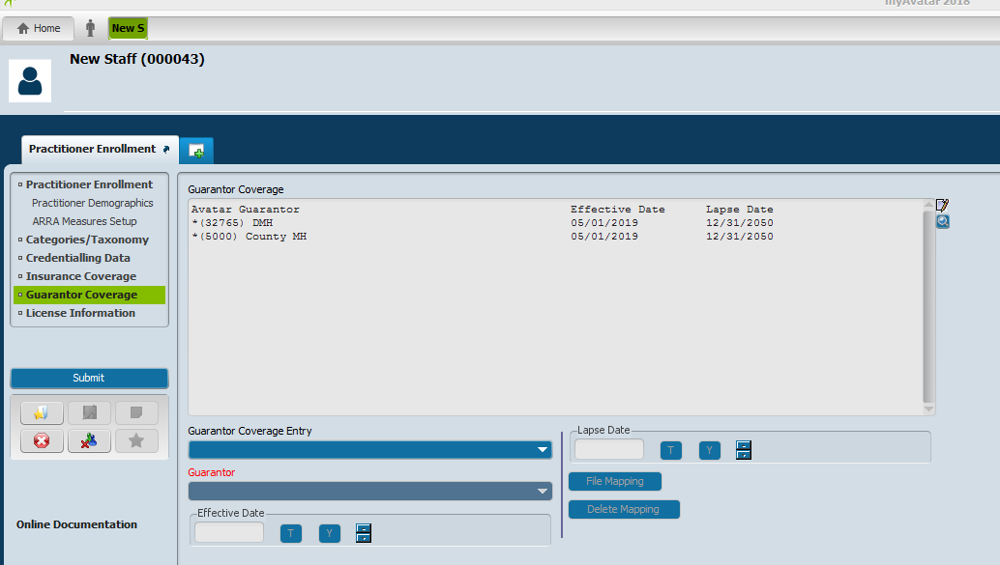 myAvatar 2018
Home
New S
New Staff (000043)
Practitioner Enrollment
Practitioner Enrollment
Practitioner Demographics
ARRA Measures Setup
Categories/Taxonomy
Credentialling Data
Insurance Coverage
Guarantor Coverage
License Information
Submit
Online Documentation
Guarantor Coverage
Avatar Guarantor Effective Date Lapse Date
*(32765) DMH 05/01/2019 12/31/2050
*(5000) County MH 05/01/2019 12/31/2050
Guarantor Coverage Entry
Guarantor
Effective Date
T Y
Lapse Date
T Y
File Mapping
Delete Mapping